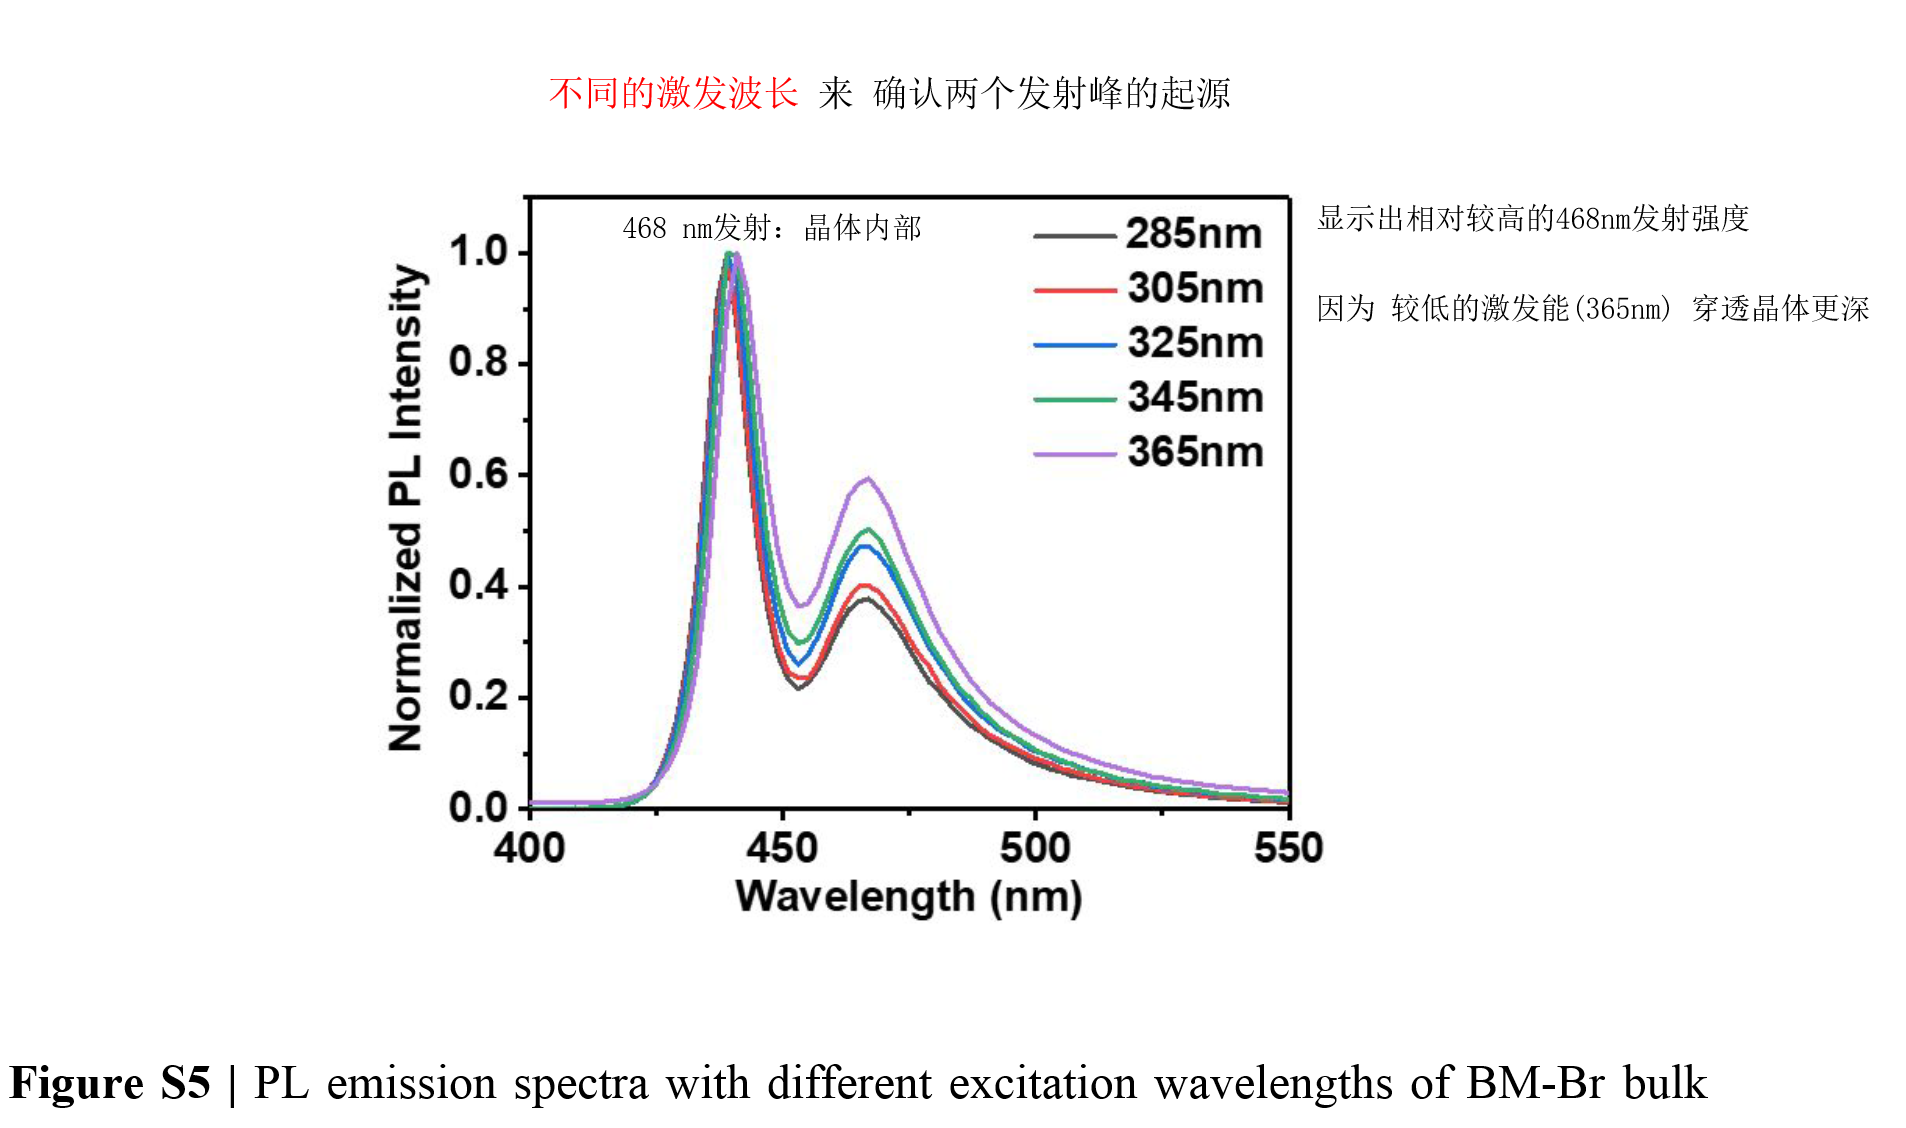 不同的激发波长 来 确认两个发射峰的起源
468 nm发射：晶体内部
显示出相对较高的468nm发射强度
因为 较低的激发能(365nm) 穿透晶体更深
285nm
305nm
325nm
345nm
365nm
Normalized PL Intensity
1.0
0.8
0.6
0.4
0.2
0.0
400
450
500
550
Wavelength (nm)
Figure S5 | PL emission spectra with different excitation wavelengths of BM-Br bulk